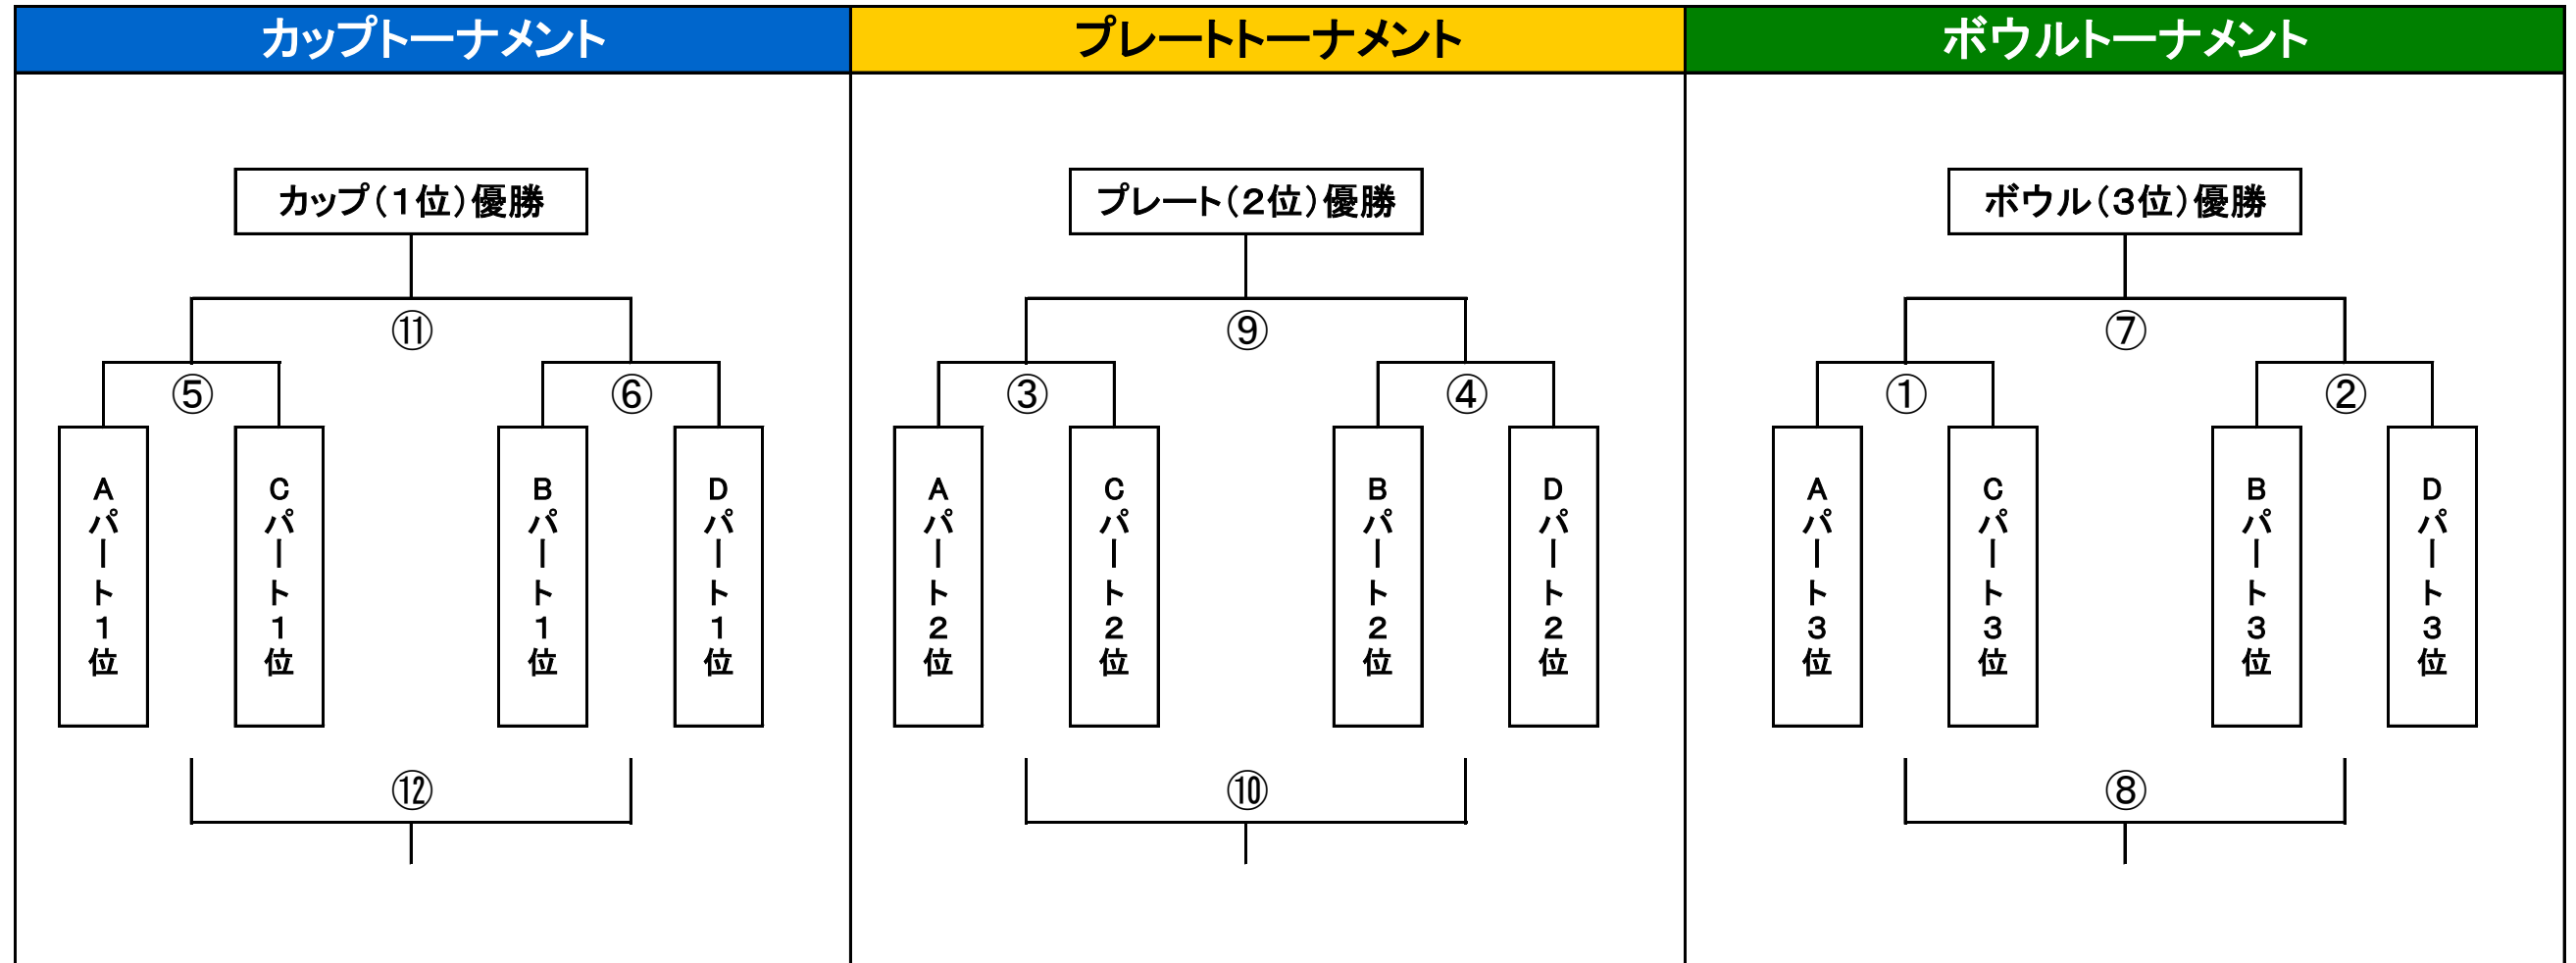 カップトーナメント
プレートトーナメント
ボウルトーナメント
カップ（１位）優勝
⑪
⑤
⑥
Ａパート１位
Ｃパート１位
Ｂパート１位
Ｄパート１位
⑫
プレート（２位）優勝
⑨
③
④
Ａパート２位
Ｃパート２位
Ｂパート２位
Ｄパート２位
⑩
ボウル（３位）優勝
⑦
①
②
Ａパート３位
Ｃパート３位
Ｂパート３位
Ｄパート３位
⑧